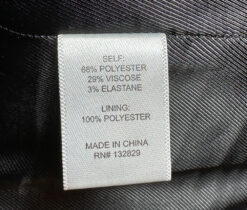 SELF:
68% POLYESTER
29% VISCOSE
3% ELASTANE
LINING:
100% POLYESTER
MADE IN CHINA
RN# 132829